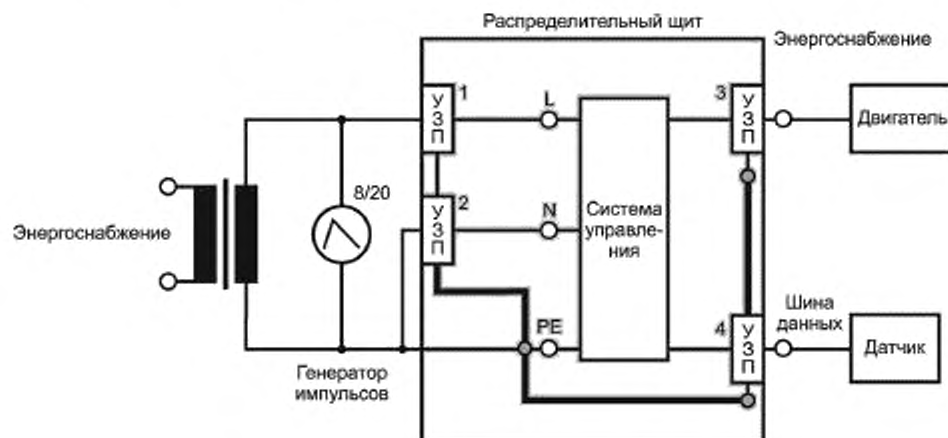 Распределительный щит
Энергоснабжение
У
З
П
1
L
3
У
З
П
Двигатель
8/20
Энергоснабжение
У
З
П
2
N
Система
управле-
ния
Генератор
импульсов
PE
4
У
З
П
Шина
данных
Датчик